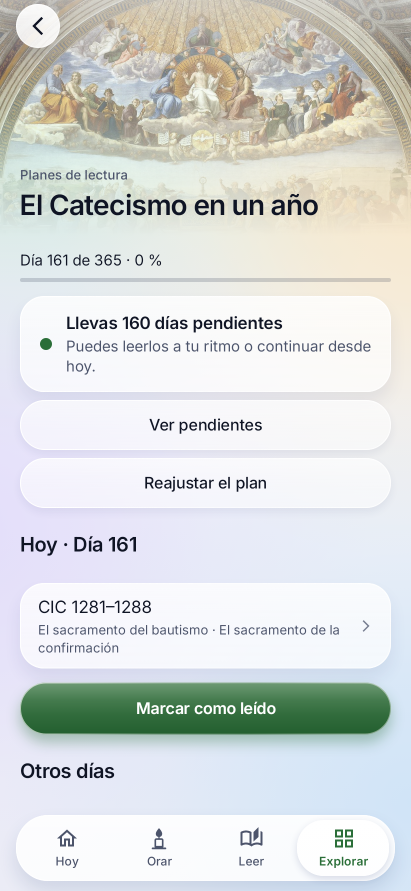 Planes de lectura
El Catecismo en un año
Día 161 de 365 · 0 %
Llevas 160 días pendientes
Puedes leerlos a tu ritmo o continuar desde
hoy.
Ver pendientes
Reajustar el plan
Hoy · Día 161
CIC 1281–1288
El sacramento del bautismo · El sacramento de la
confirmación
Marcar como leído
Otros días
Hoy
Orar
Leer
Explorar